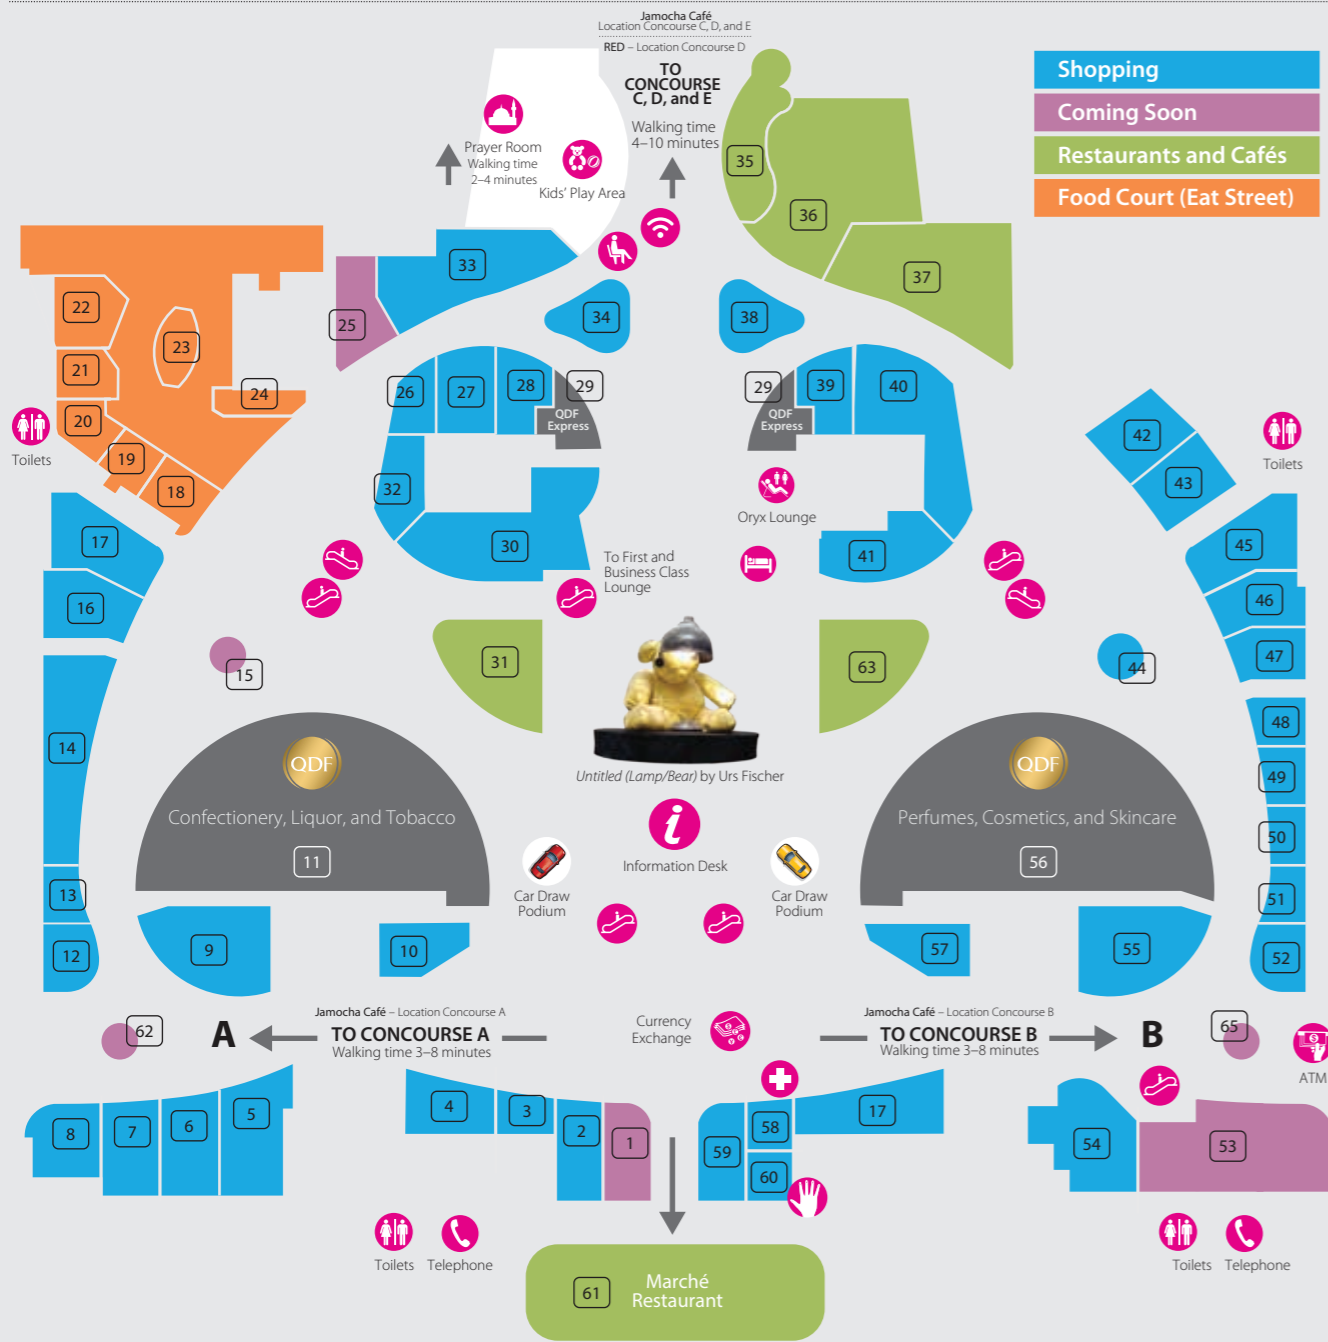 Jamocha Café
Location Concourse C, D, and E
RED – Location Concourse D
TO
CONCOURSE
C, D, and E
Walking time
4–10 minutes
Shopping
Coming Soon
Restaurants and Cafés
Food Court (Eat Street)
Prayer Room
Walking time
2–4 minutes
Kids' Play Area
35
36
37
33
25
34
38
22
23
21
24
20
19
18
Toilets
26
27
28
29
QDF
Express
29
QDF
Express
39
40
42
43
Toilets
32
30
Oryx Lounge
41
17
16
45
46
47
To First and
Business Class
Lounge
15
31
63
44
14
48
49
50
51
52
QDF
Confectionery, Liquor, and Tobacco
11
Untitled (Lamp/Bear) by Urs Fischer
i
Information Desk
Car Draw
Podium
Car Draw
Podium
QDF
Perfumes, Cosmetics, and Skincare
56
13
12
9
10
57
55
62
A
Jamocha Café – Location Concourse A
TO CONCOURSE A
Walking time 3–8 minutes
Currency
Exchange
Jamocha Café – Location Concourse B
TO CONCOURSE B
Walking time 3–8 minutes
B
65
ATM
8
7
6
5
4
3
2
1
59
58
60
17
54
53
Toilets
Telephone
Toilets
Telephone
61
Marché
Restaurant